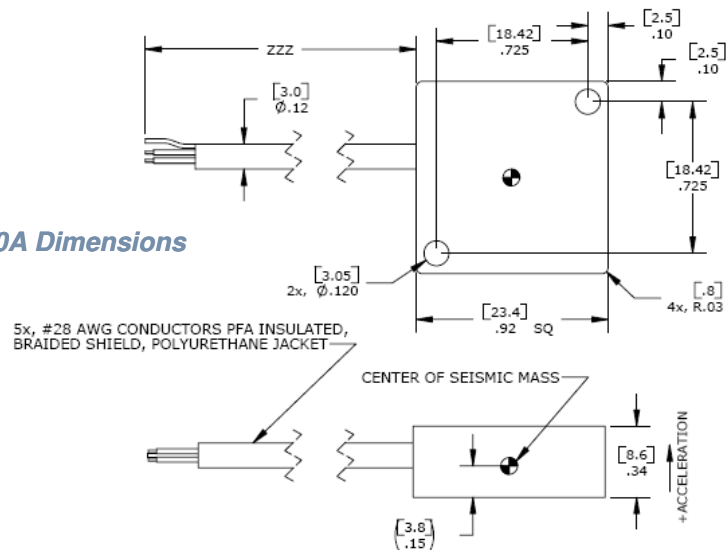 [2.5]
.10
[18.42]
.725
[2.5]
.10
ZZZ
[3.0]
Ø.12
[18.42]
.725
0A Dimensions
[3.05]
2x, Ø.120
[.8]
4x, R.03
[23.4]
.92 SQ
5x, #28 AWG CONDUCTORS PFA INSULATED,
BRAIDED SHIELD, POLYURETHANE JACKET
CENTER OF SEISMIC MASS
[8.6]
.34
+ACCELERATION
([3.8]
.15)